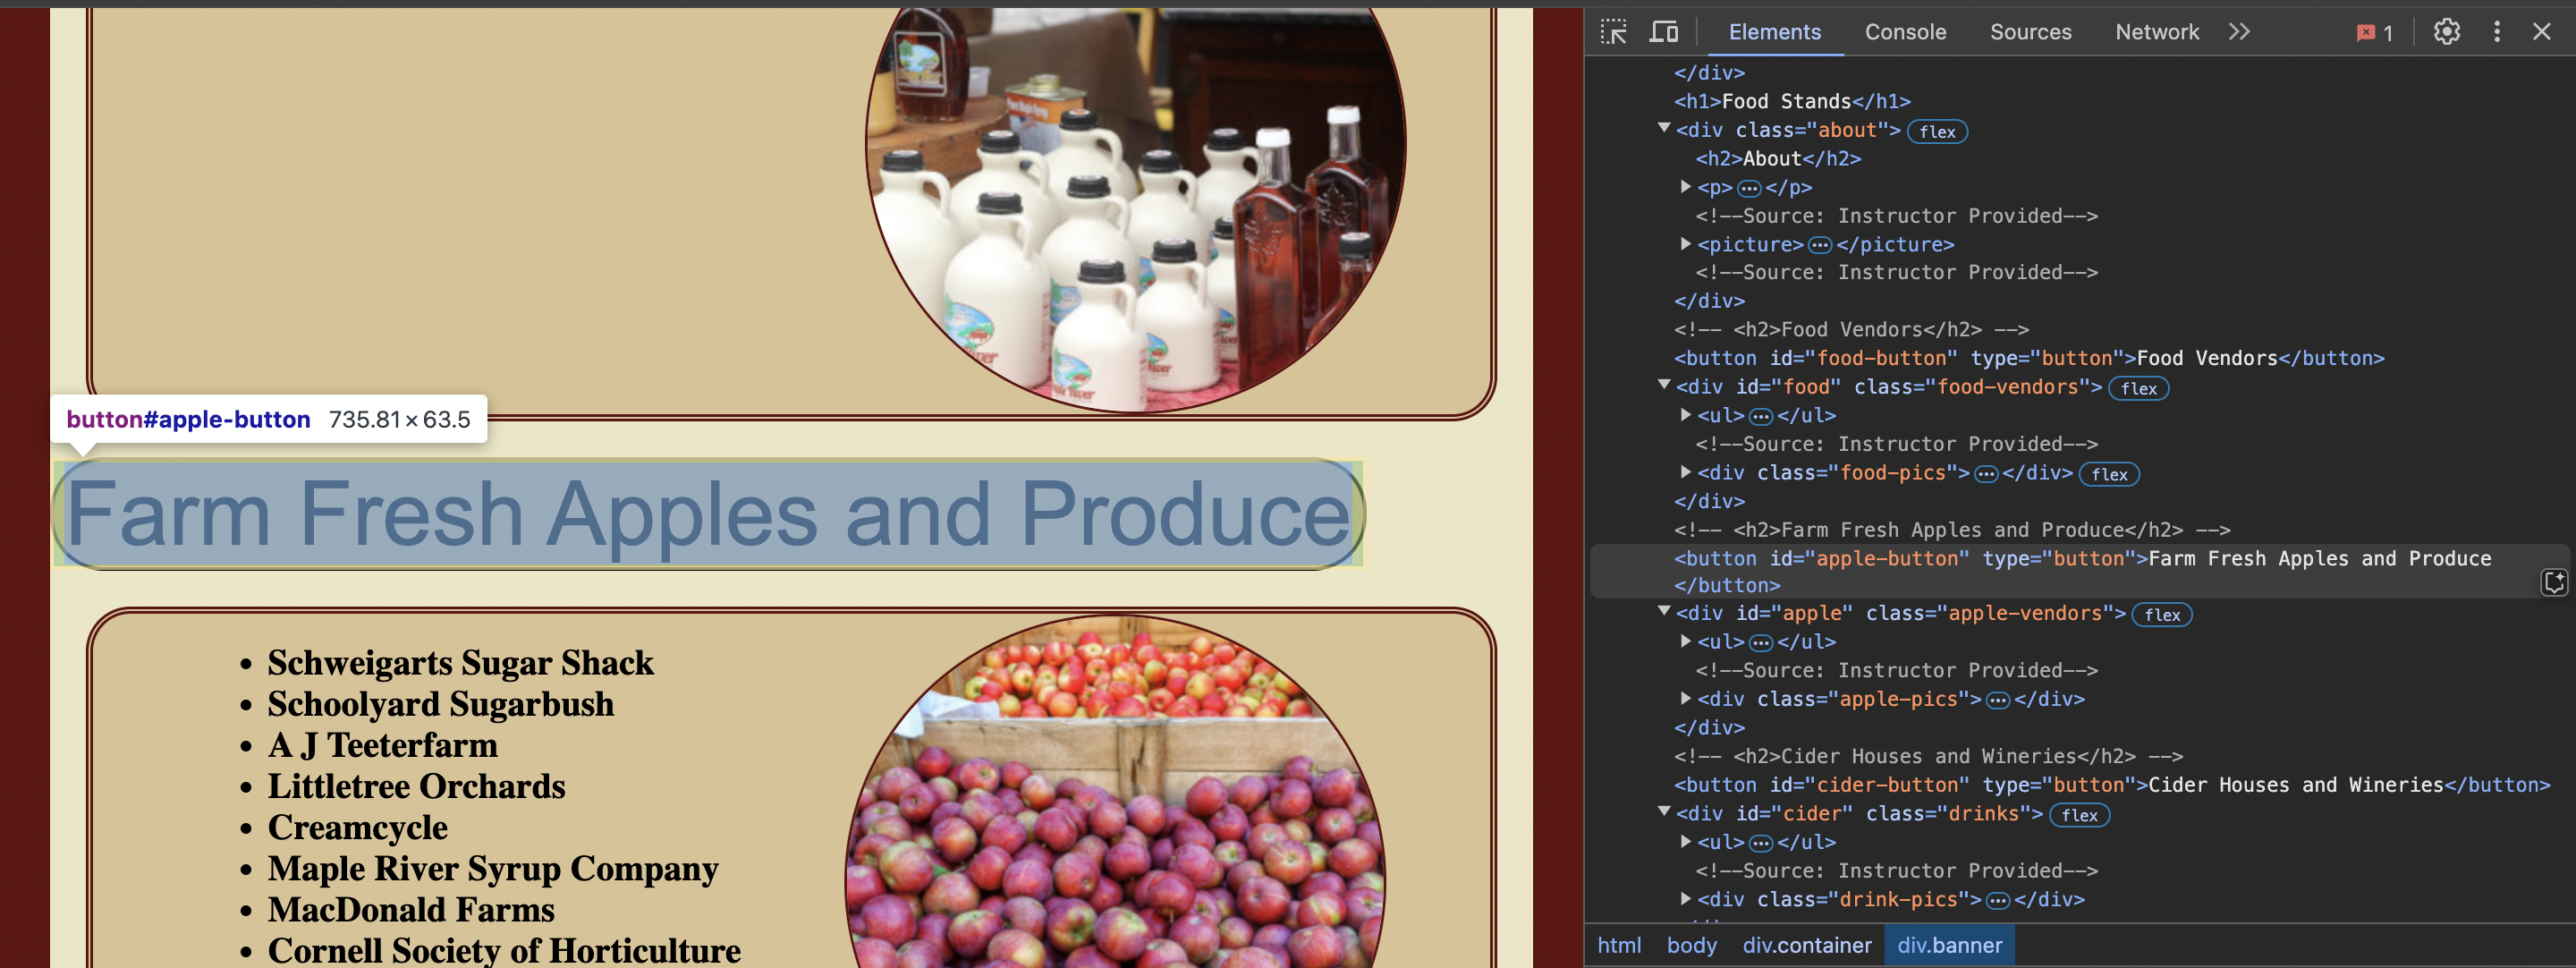 button#apple-button 735.81 × 63.5
Farm Fresh Apples and Produce
• Schweigarts Sugar Shack
• Schoolyard Sugarbush
• A J Teeterfarm
• Littletree Orchards
• Creamcycle
• Maple River Syrup Company
• MacDonald Farms
• Cornell Society of Horticulture
Elements Console Sources Network 1
</div>
<h1>Food Stands</h1>
<div class="about"> flex
<h2>About</h2>
<p> ••• </p>
<!--Source: Instructor Provided-->
<picture> ••• </picture>
<!--Source: Instructor Provided-->
</div>
<!-- <h2>Food Vendors</h2> -->
<button id="food-button" type="button">Food Vendors</button>
<div id="food" class="food-vendors"> flex
<ul> ••• </ul>
<!--Source: Instructor Provided-->
<div class="food-pics"> ••• </div> flex
</div>
<!-- <h2>Farm Fresh Apples and Produce</h2> -->
<button id="apple-button" type="button">Farm Fresh Apples and Produce
</button>
<div id="apple" class="apple-vendors"> flex
<ul> ••• </ul>
<!--Source: Instructor Provided-->
<div class="apple-pics"> ••• </div>
</div>
<!-- <h2>Cider Houses and Wineries</h2> -->
<button id="cider-button" type="button">Cider Houses and Wineries</button>
<div id="cider" class="drinks"> flex
<ul> ••• </ul>
<!--Source: Instructor Provided-->
<div class="drink-pics"> ••• </div>
html body div.container div.banner